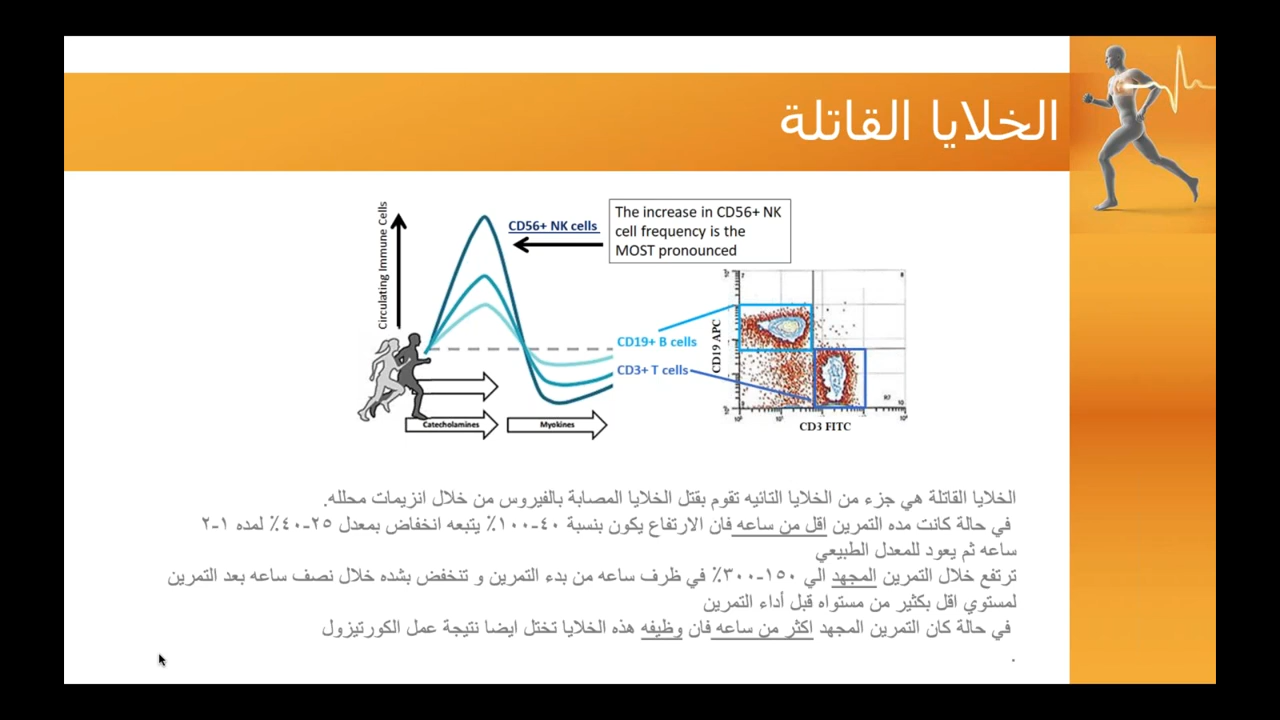 الخلايا القاتلة
Circulating Immune Cells
CD56+ NK cells
The increase in CD56+ NK
cell frequency is the
MOST pronounced
CD19+ B cells
CD3+ T cells
Catecholamines
Myokines
CD19 APC
CD3 FITC
R7
الخلايا القاتلة هي جزء من الخلايا التائيه تقوم بقتل الخلايا المصابة بالفيروس من خلال انزيمات محلله.
في حالة كانت مده التمرين اقل من ساعه فان الارتفاع يكون بنسبة ٤٠-١٠٠٪ يتبعه انخفاض بمعدل ٢٥-٤٠٪ لمده ١-٢
ساعه ثم يعود للمعدل الطبيعي
ترتفع خلال التمرين المجهد الي ١٥٠-٣٠٠٪ في ظرف ساعه من بدء التمرين و تنخفض بشده خلال نصف ساعه بعد التمرين
لمستوي اقل بكثير من مستواه قبل أداء التمرين
في حالة كان التمرين المجهد اكثر من ساعه فان وظيفه هذه الخلايا تختل ايضا نتيجة عمل الكورتيزول
.